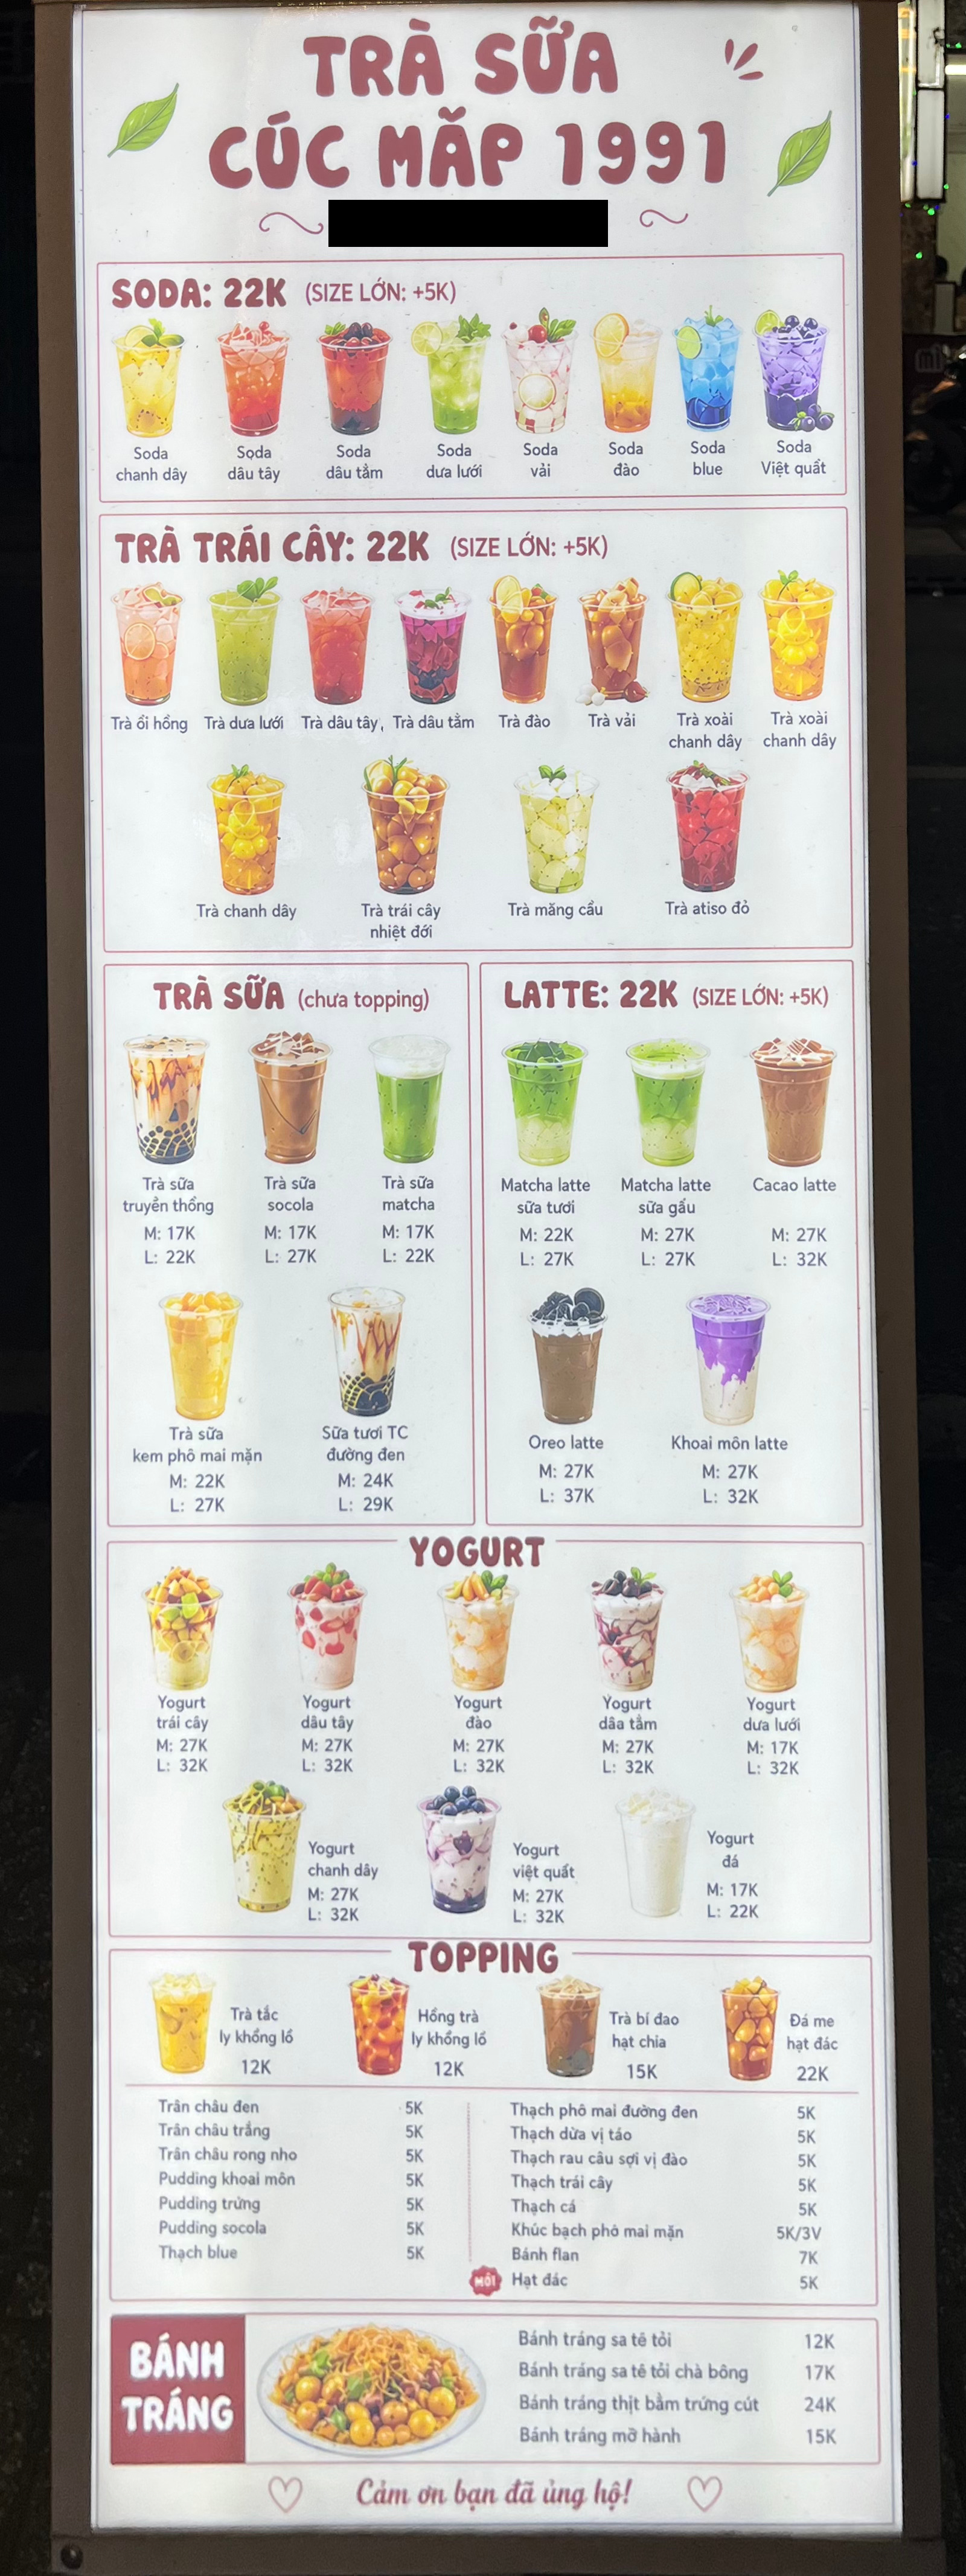 TRÀ SỮA
CÚC MẬP 1991
SODA: 22K (SIZE LỚN: +5K)
Soda chanh dây
Soda dâu tây
Soda dâu tằm
Soda dưa lưới
Soda vải
Soda đào
Soda blue
Soda Việt quất
TRÀ TRÁI CÂY: 22K (SIZE LỚN: +5K)
Trà ổi hồng
Trà dưa lưới
Trà dâu tây,
Trà dâu tằm
Trà đào
Trà vải
Trà xoài chanh dây
Trà xoài chanh dây
Trà chanh dây
Trà trái cây nhiệt đới
Trà măng cầu
Trà atiso đỏ
TRÀ SỮA (chưa topping)
Trà sữa truyền thống
M: 17K
L: 22K
Trà sữa socola
M: 17K
L: 27K
Trà sữa matcha
M: 17K
L: 22K
Trà sữa kem phô mai mặn
M: 22K
L: 27K
Sữa tươi TC đường đen
M: 24K
L: 29K
LATTE: 22K (SIZE LỚN: +5K)
Matcha latte sữa tươi
M: 22K
L: 27K
Matcha latte sữa gấu
M: 27K
L: 27K
Cacao latte
M: 27K
L: 32K
Oreo latte
M: 27K
L: 37K
Khoai môn latte
M: 27K
L: 32K
YOGURT
Yogurt trái cây
M: 27K
L: 32K
Yogurt dâu tây
M: 27K
L: 32K
Yogurt đào
M: 27K
L: 32K
Yogurt dâa tằm
M: 27K
L: 32K
Yogurt dưa lưới
M: 17K
L: 32K
Yogurt chanh dây
M: 27K
L: 32K
Yogurt việt quất
M: 27K
L: 32K
Yogurt đá
M: 17K
L: 22K
TOPPING
Trà tắc ly khổng lồ
12K
Hồng trà ly khổng lồ
12K
Trà bí đao hạt chia
15K
Đá me hạt đác
22K
Trân châu đen 5K
Trân châu trắng 5K
Trân châu rong nho 5K
Pudding khoai môn 5K
Pudding trứng 5K
Pudding socola 5K
Thạch blue 5K
Thạch phô mai đường đen 5K
Thạch dừa vị táo 5K
Thạch rau câu sợi vị đào 5K
Thạch trái cây 5K
Thạch cá 5K
Khúc bạch phô mai mặn 5K/3V
Bánh flan 7K
MỚI Hạt đác 5K
BÁNH TRÁNG
Bánh tráng sa tê tỏi 12K
Bánh tráng sa tê tỏi chà bông 17K
Bánh tráng thịt bằm trứng cút 24K
Bánh tráng mỡ hành 15K
Cảm ơn bạn đã ủng hộ!